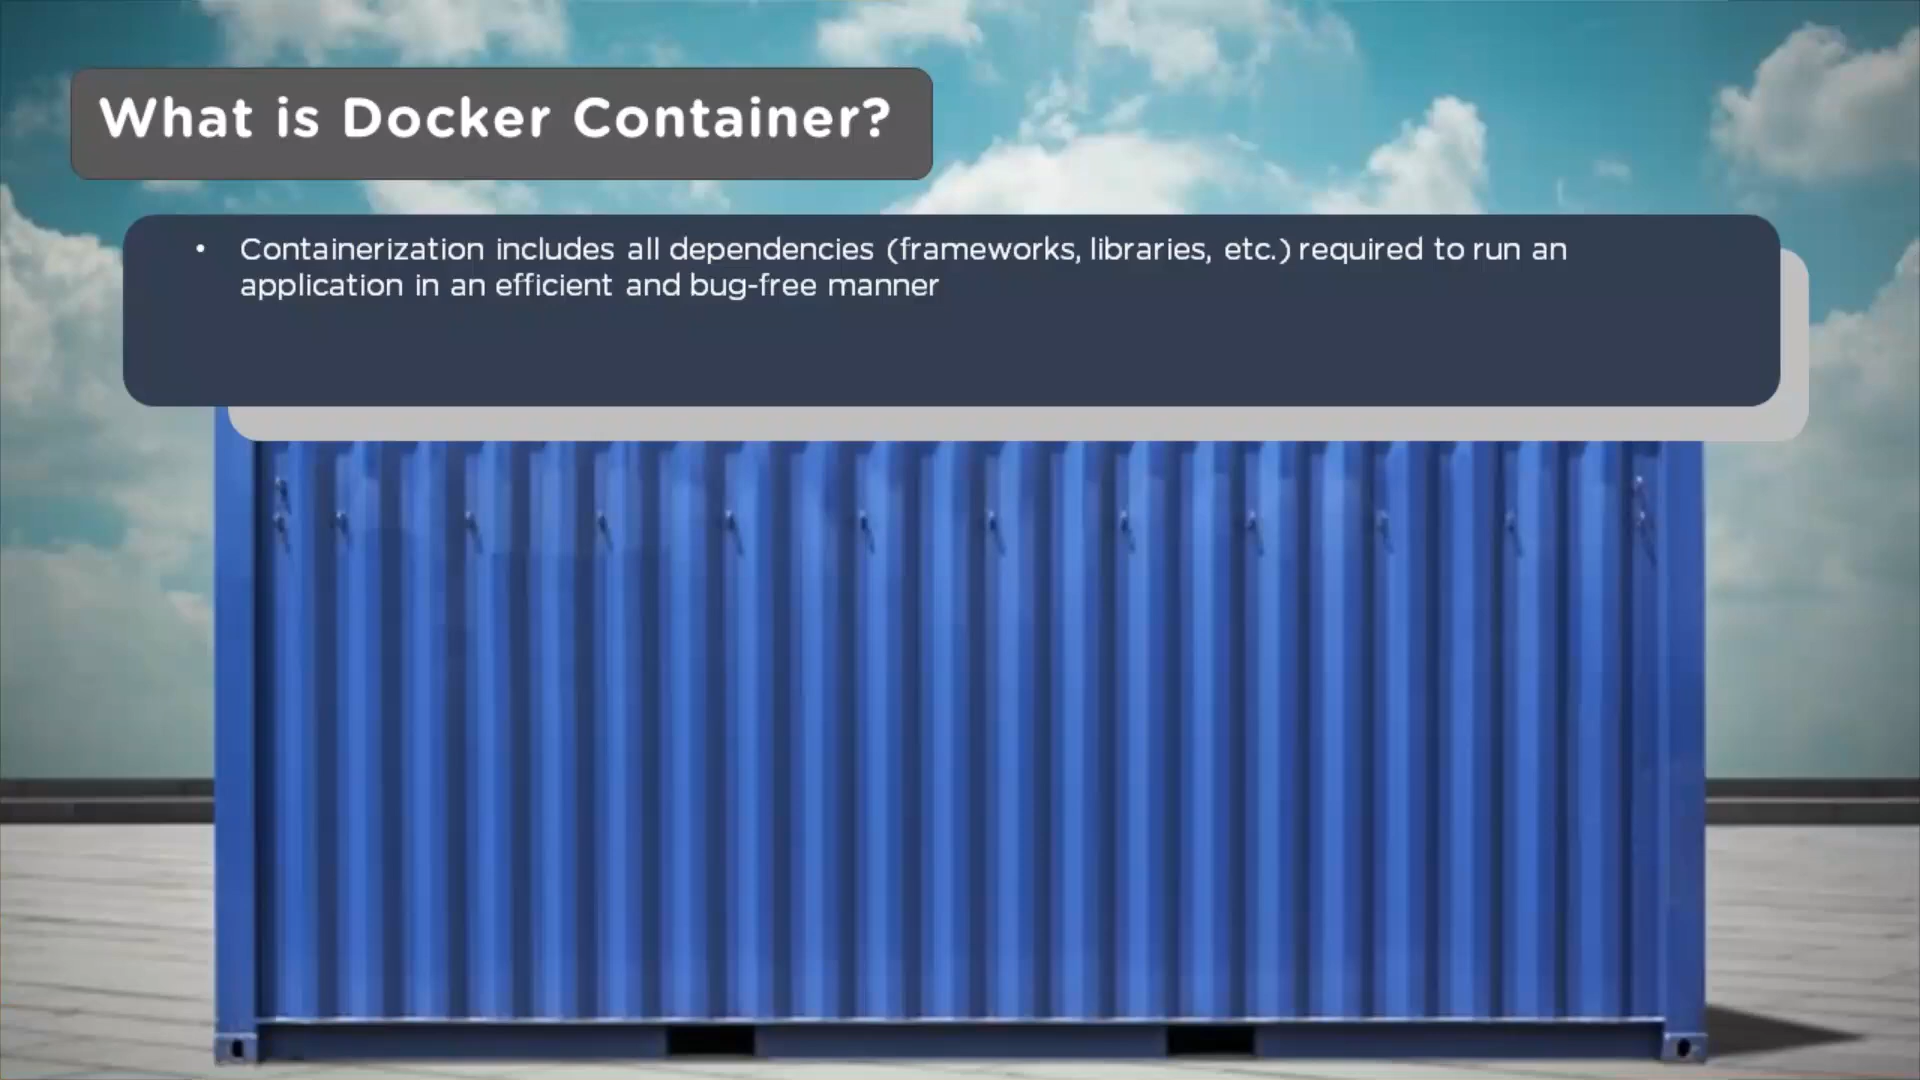 What is Docker Container?
• Containerization includes all dependencies (frameworks, libraries, etc.) required to run an
application in an efficient and bug-free manner